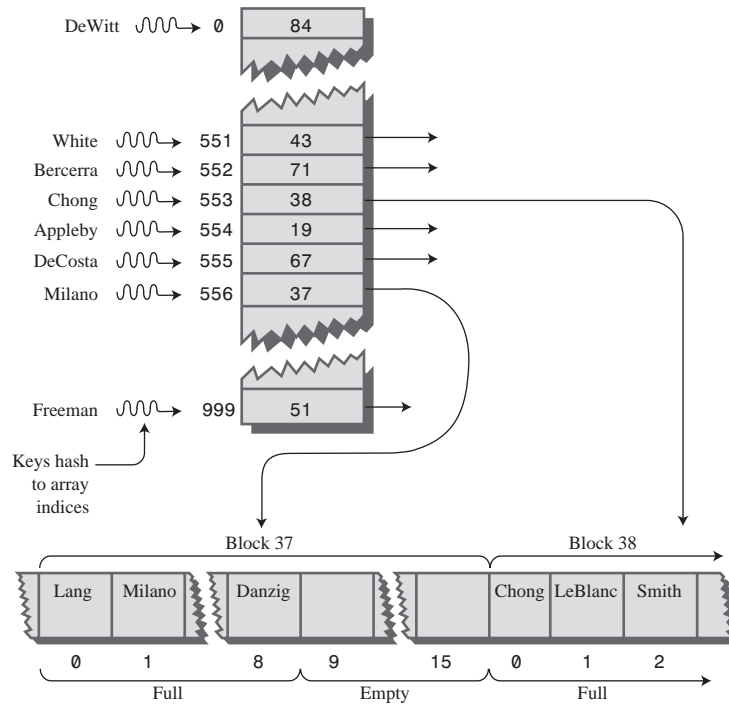 DeWitt 0 84
White 551 43
Bercerra 552 71
Chong 553 38
Appleby 554 19
DeCosta 555 67
Milano 556 37
Freeman 999 51
Keys hash
to array
indices
Block 37 Block 38
Lang Milano Danzig Chong LeBlanc Smith
0 1 8 9 15 0 1 2
Full Empty Full